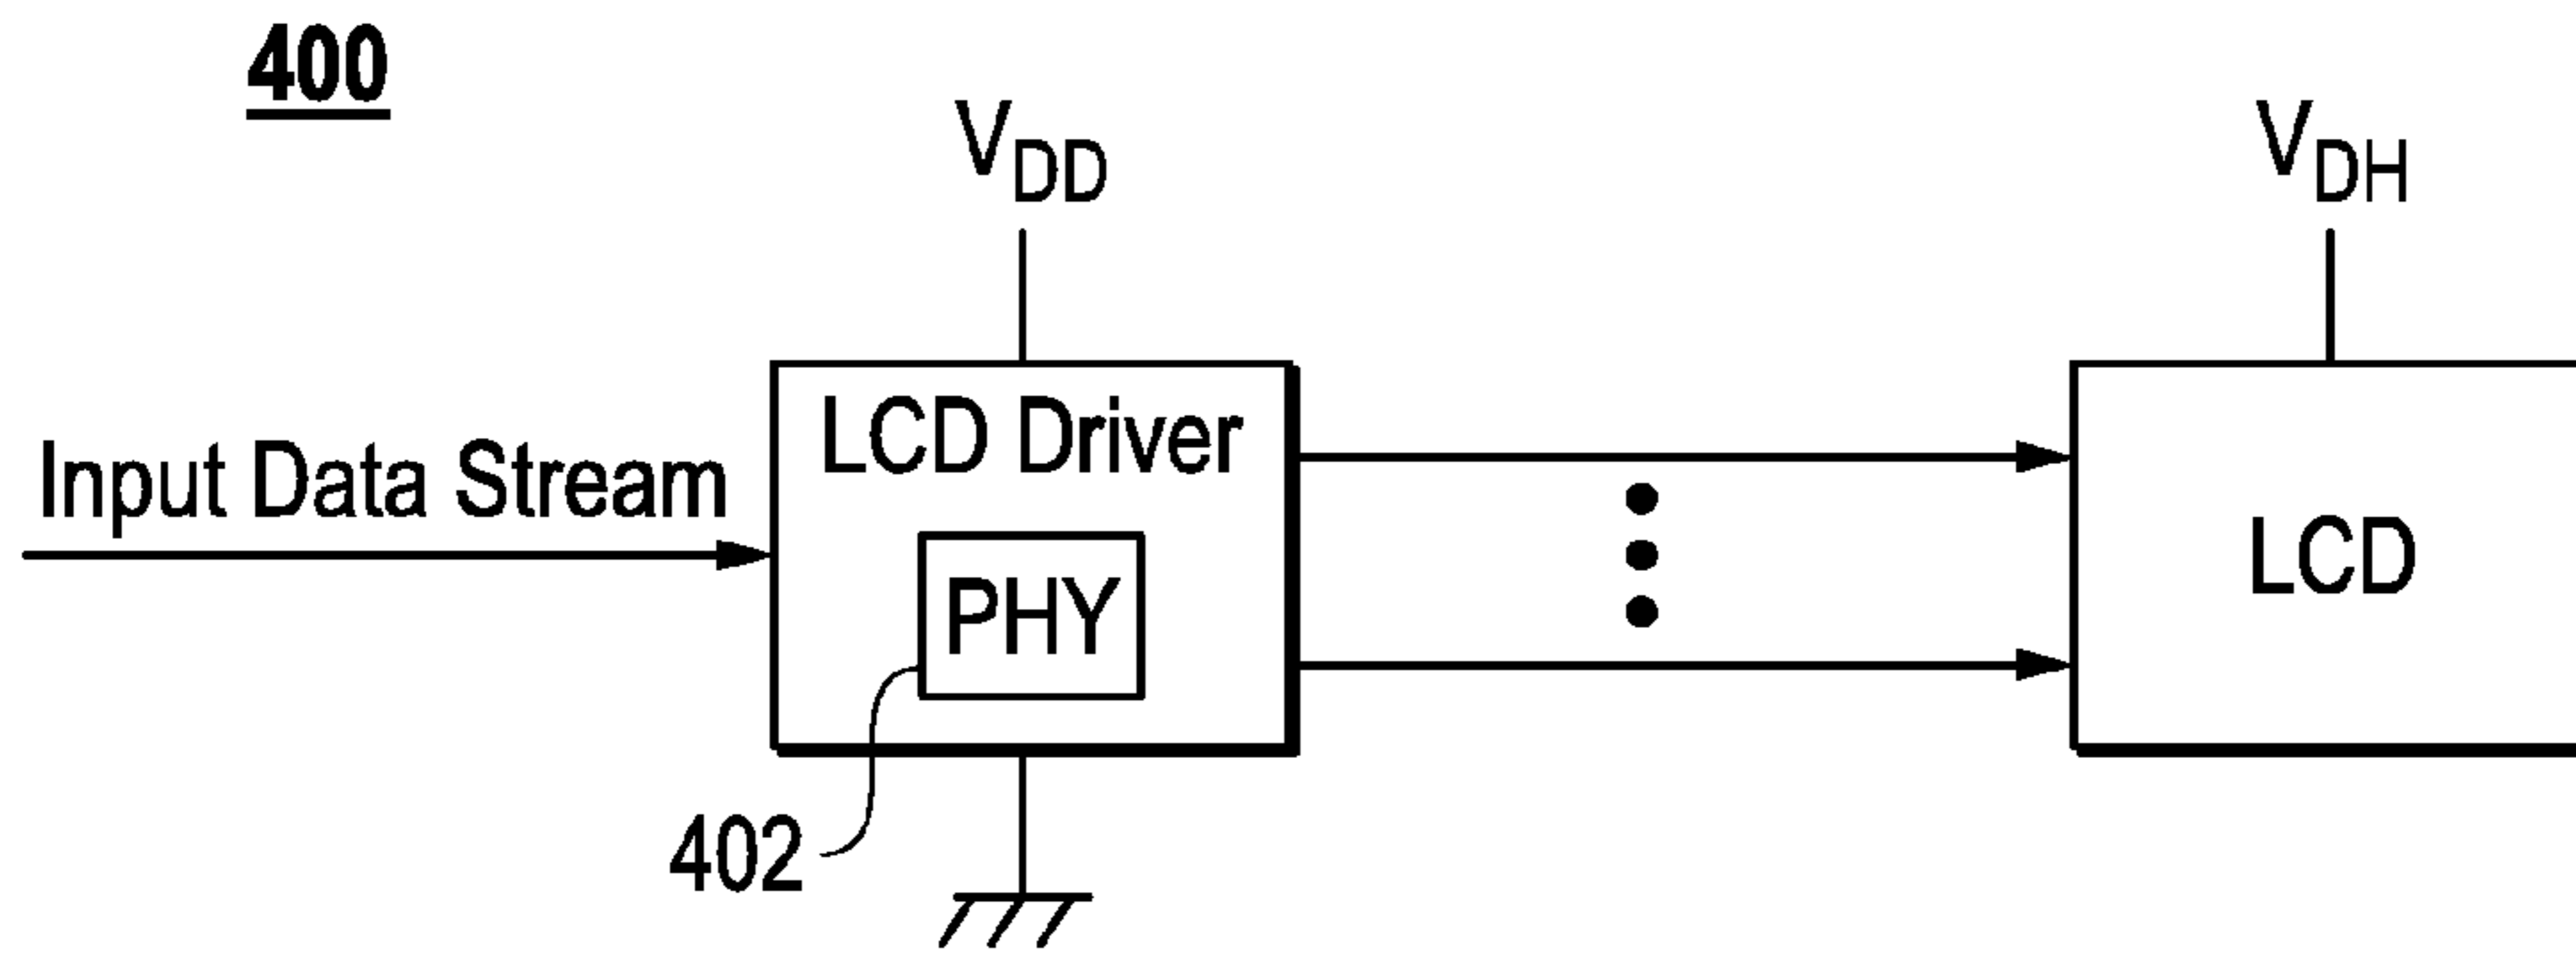 400
VDD
VDH
LCD Driver
Input Data Stream
LCD
PHY
402